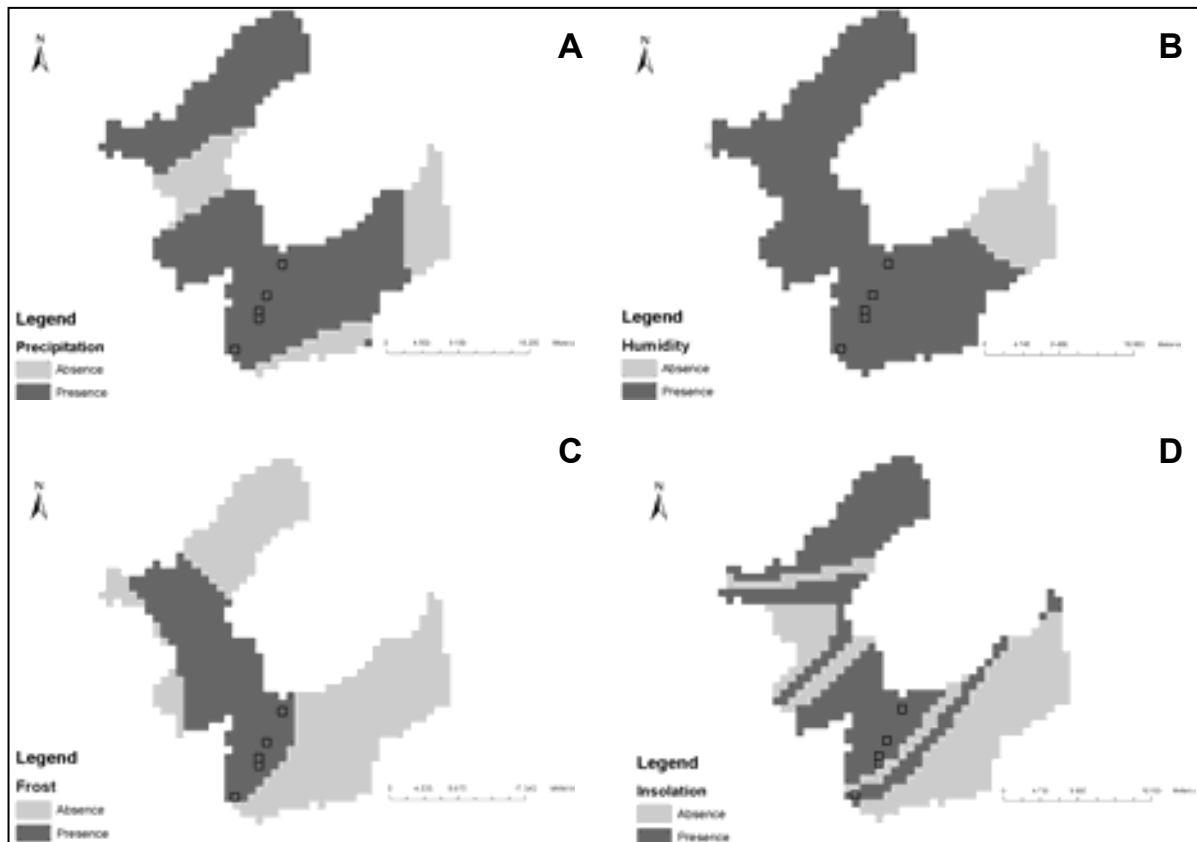 A
N
Legend
Precipitation
Absence
Presence
B
N
Legend
Humidity
Absence
Presence
C
N
Legend
Frost
Absence
Presence
D
N
Legend
Insolation
Absence
Presence